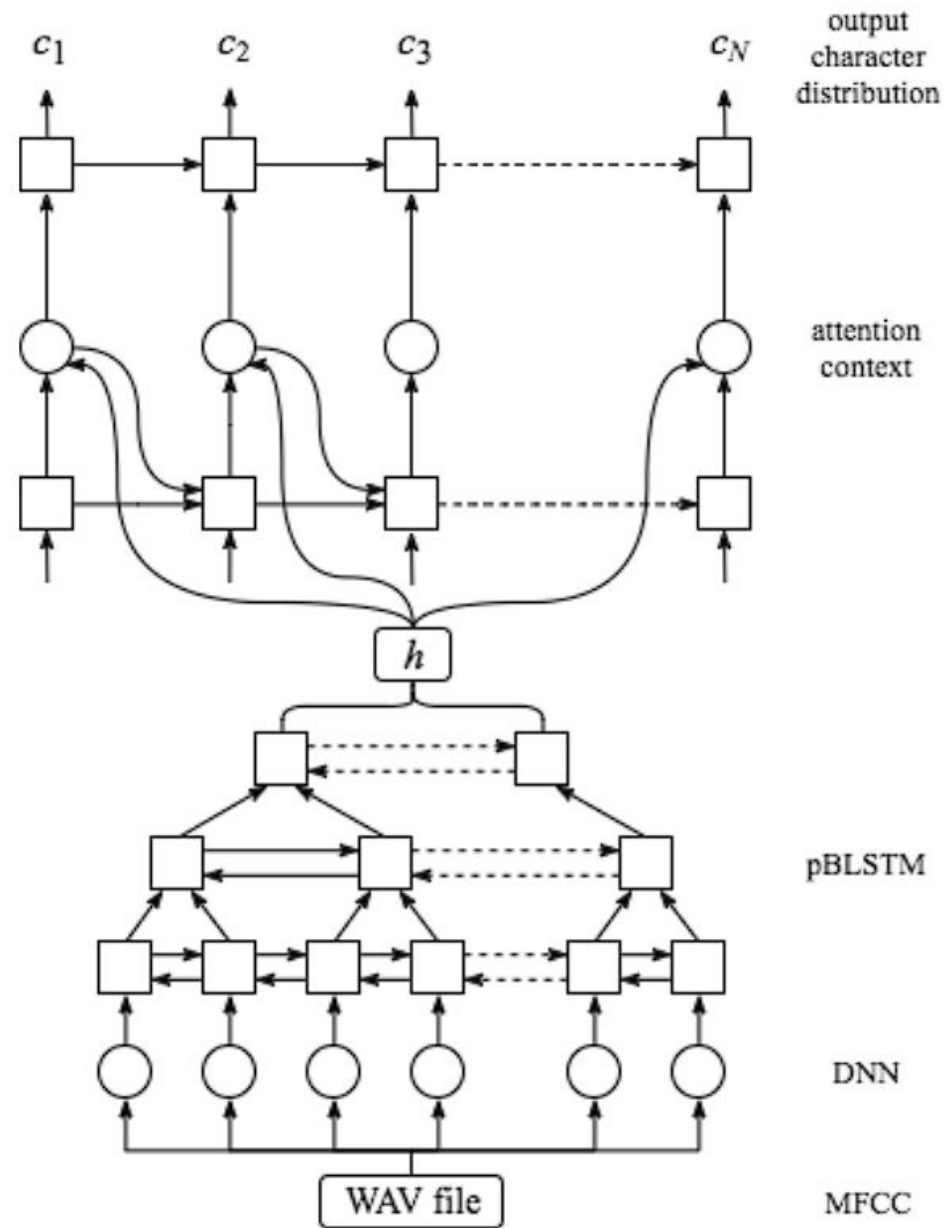 output
character
distribution
c1 c2 c3 cN
attention
context
h
pBLSTM
DNN
WAV file
MFCC